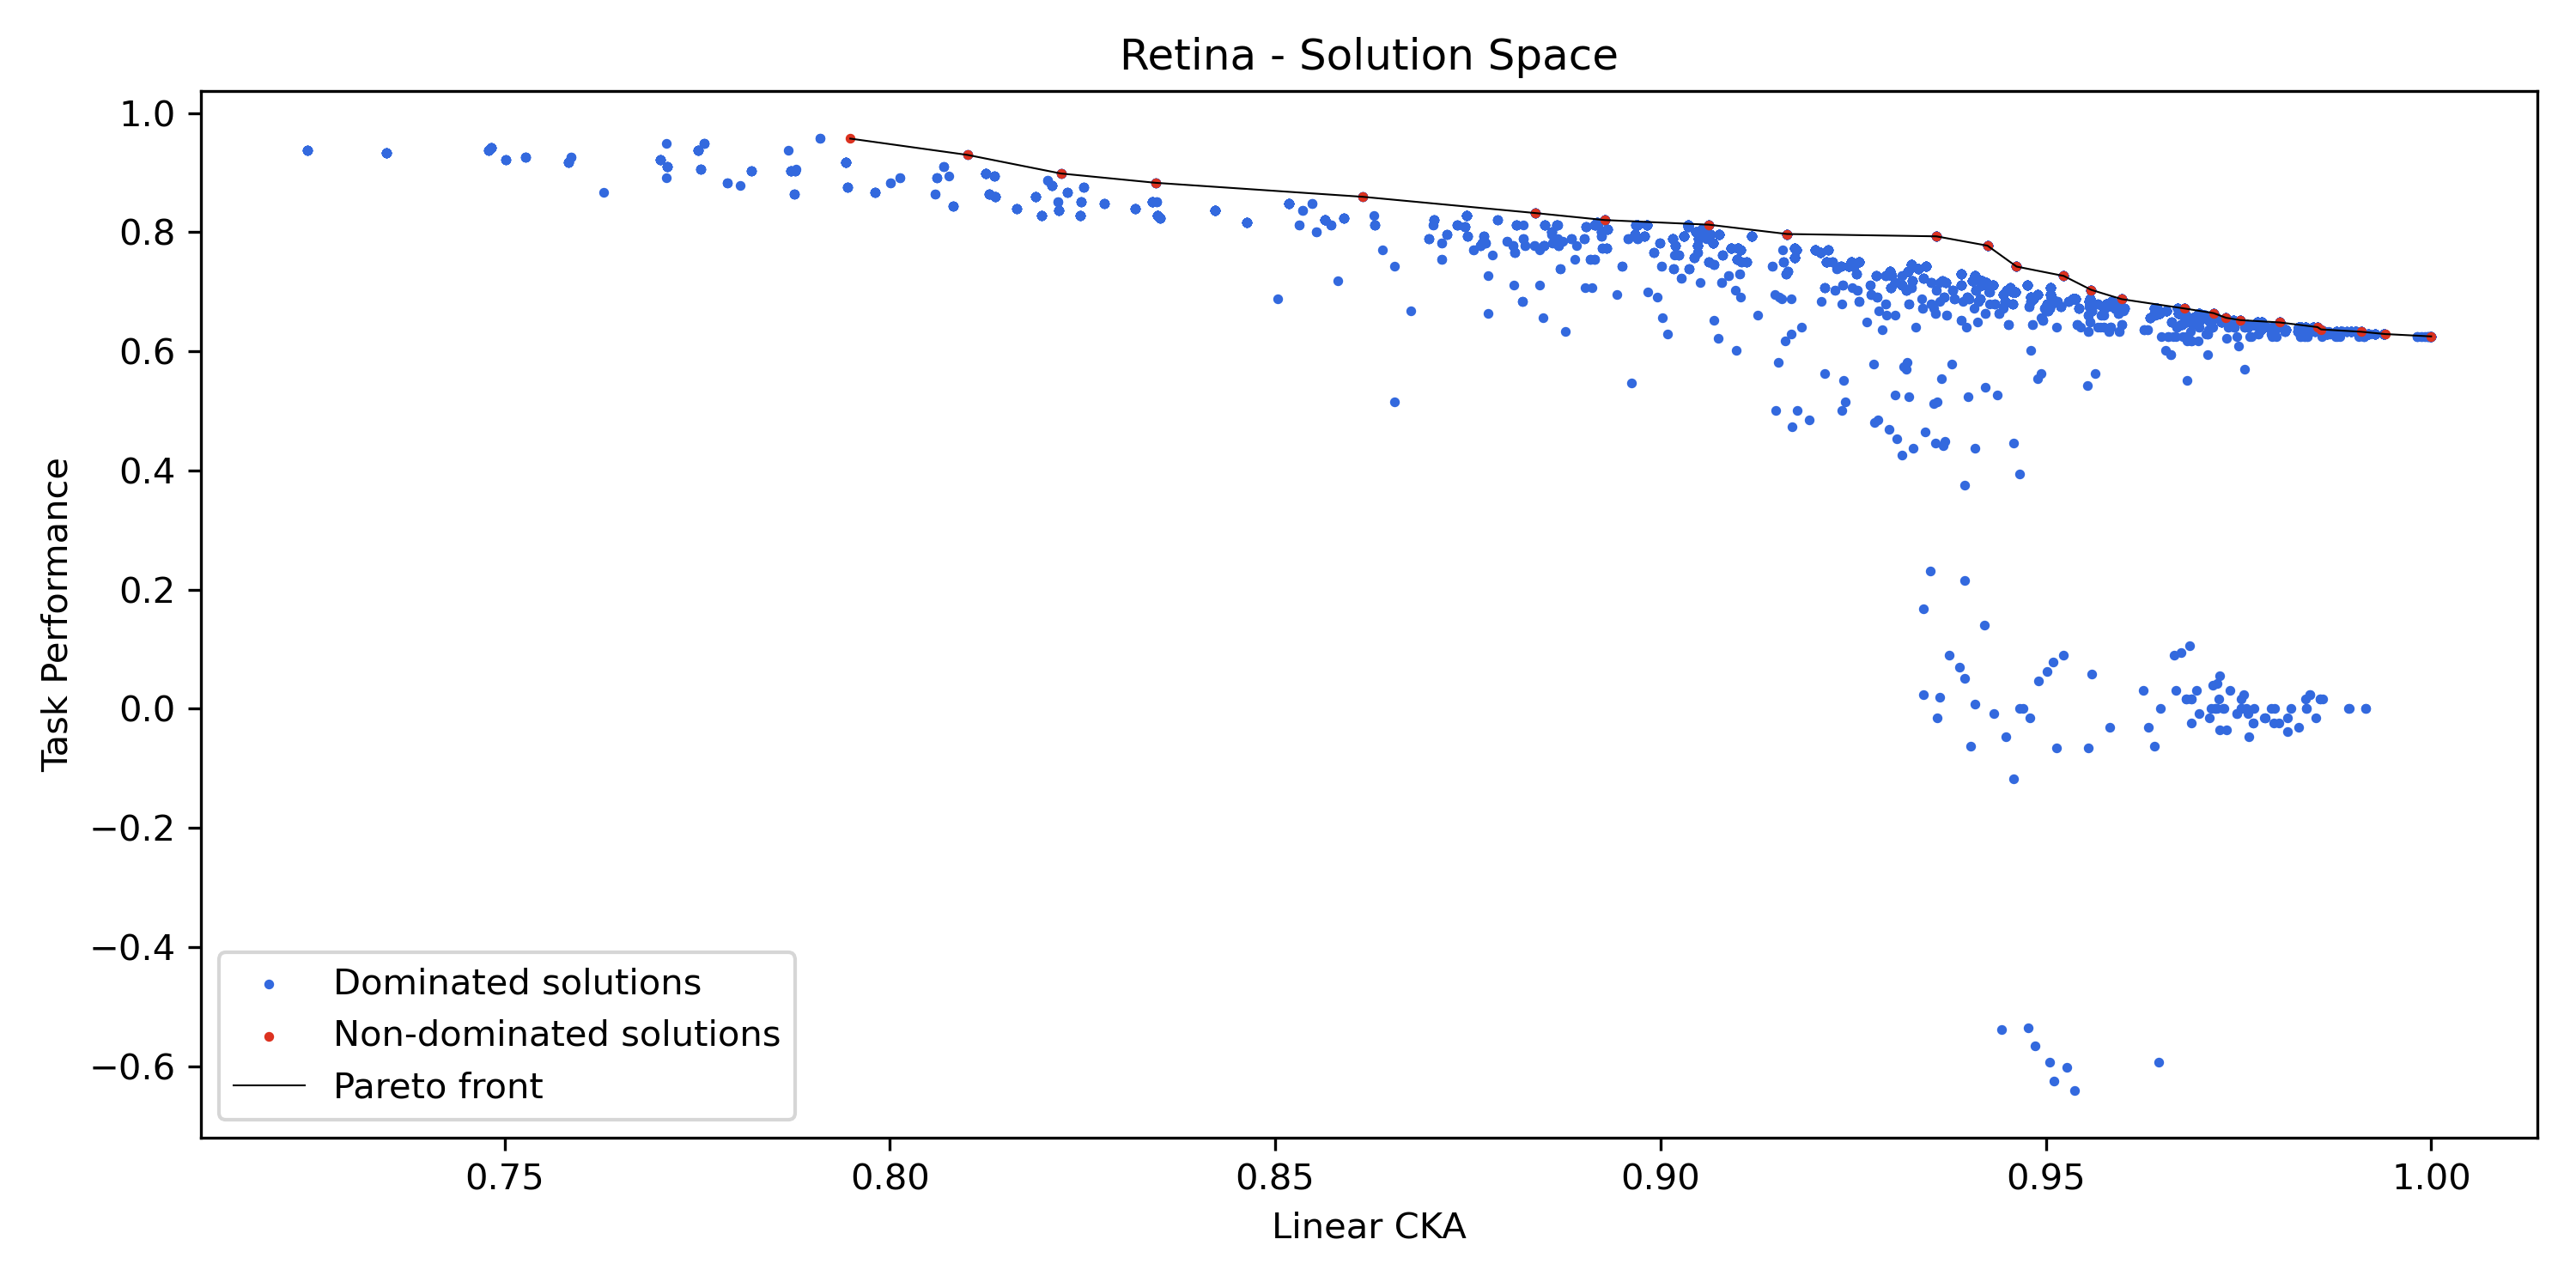 Retina - Solution Space
1.0
0.8
0.6
0.4
0.2
0.0
−0.2
−0.4
−0.6
Task Performance
Dominated solutions
Non-dominated solutions
Pareto front
0.75 0.80 0.85 0.90 0.95 1.00
Linear CKA